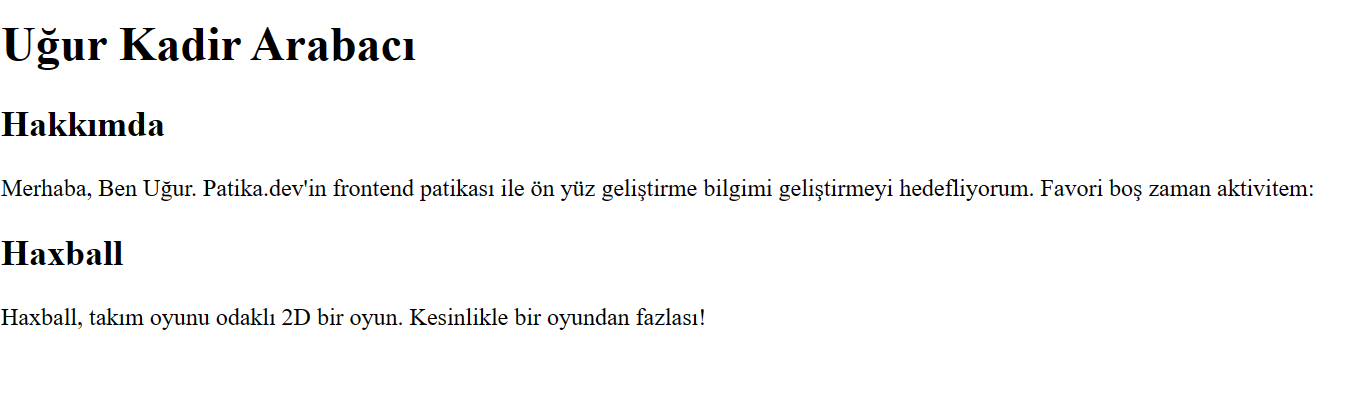 Uğur Kadir Arabacı
Hakkımda
Merhaba, Ben Uğur. Patika.dev'in frontend patikası ile ön yüz geliştirme bilgimi geliştirmeyi hedefliyorum. Favori boş zaman aktivitem:
Haxball
Haxball, takım oyunu odaklı 2D bir oyun. Kesinlikle bir oyundan fazlası!